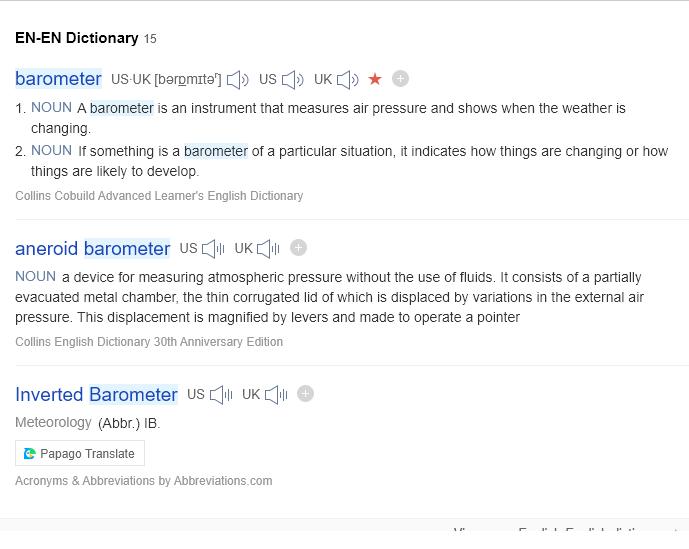 EN-EN Dictionary 15
barometer US·UK [bərɒmɪtəʳ] US UK
1. NOUN A barometer is an instrument that measures air pressure and shows when the weather is
changing.
2. NOUN If something is a barometer of a particular situation, it indicates how things are changing or how
things are likely to develop.
Collins Cobuild Advanced Learner's English Dictionary
aneroid barometer US UK
NOUN a device for measuring atmospheric pressure without the use of fluids. It consists of a partially
evacuated metal chamber, the thin corrugated lid of which is displaced by variations in the external air
pressure. This displacement is magnified by levers and made to operate a pointer
Collins English Dictionary 30th Anniversary Edition
Inverted Barometer US UK
Meteorology (Abbr.) IB.
Papago Translate
Acronyms & Abbreviations by Abbreviations.com